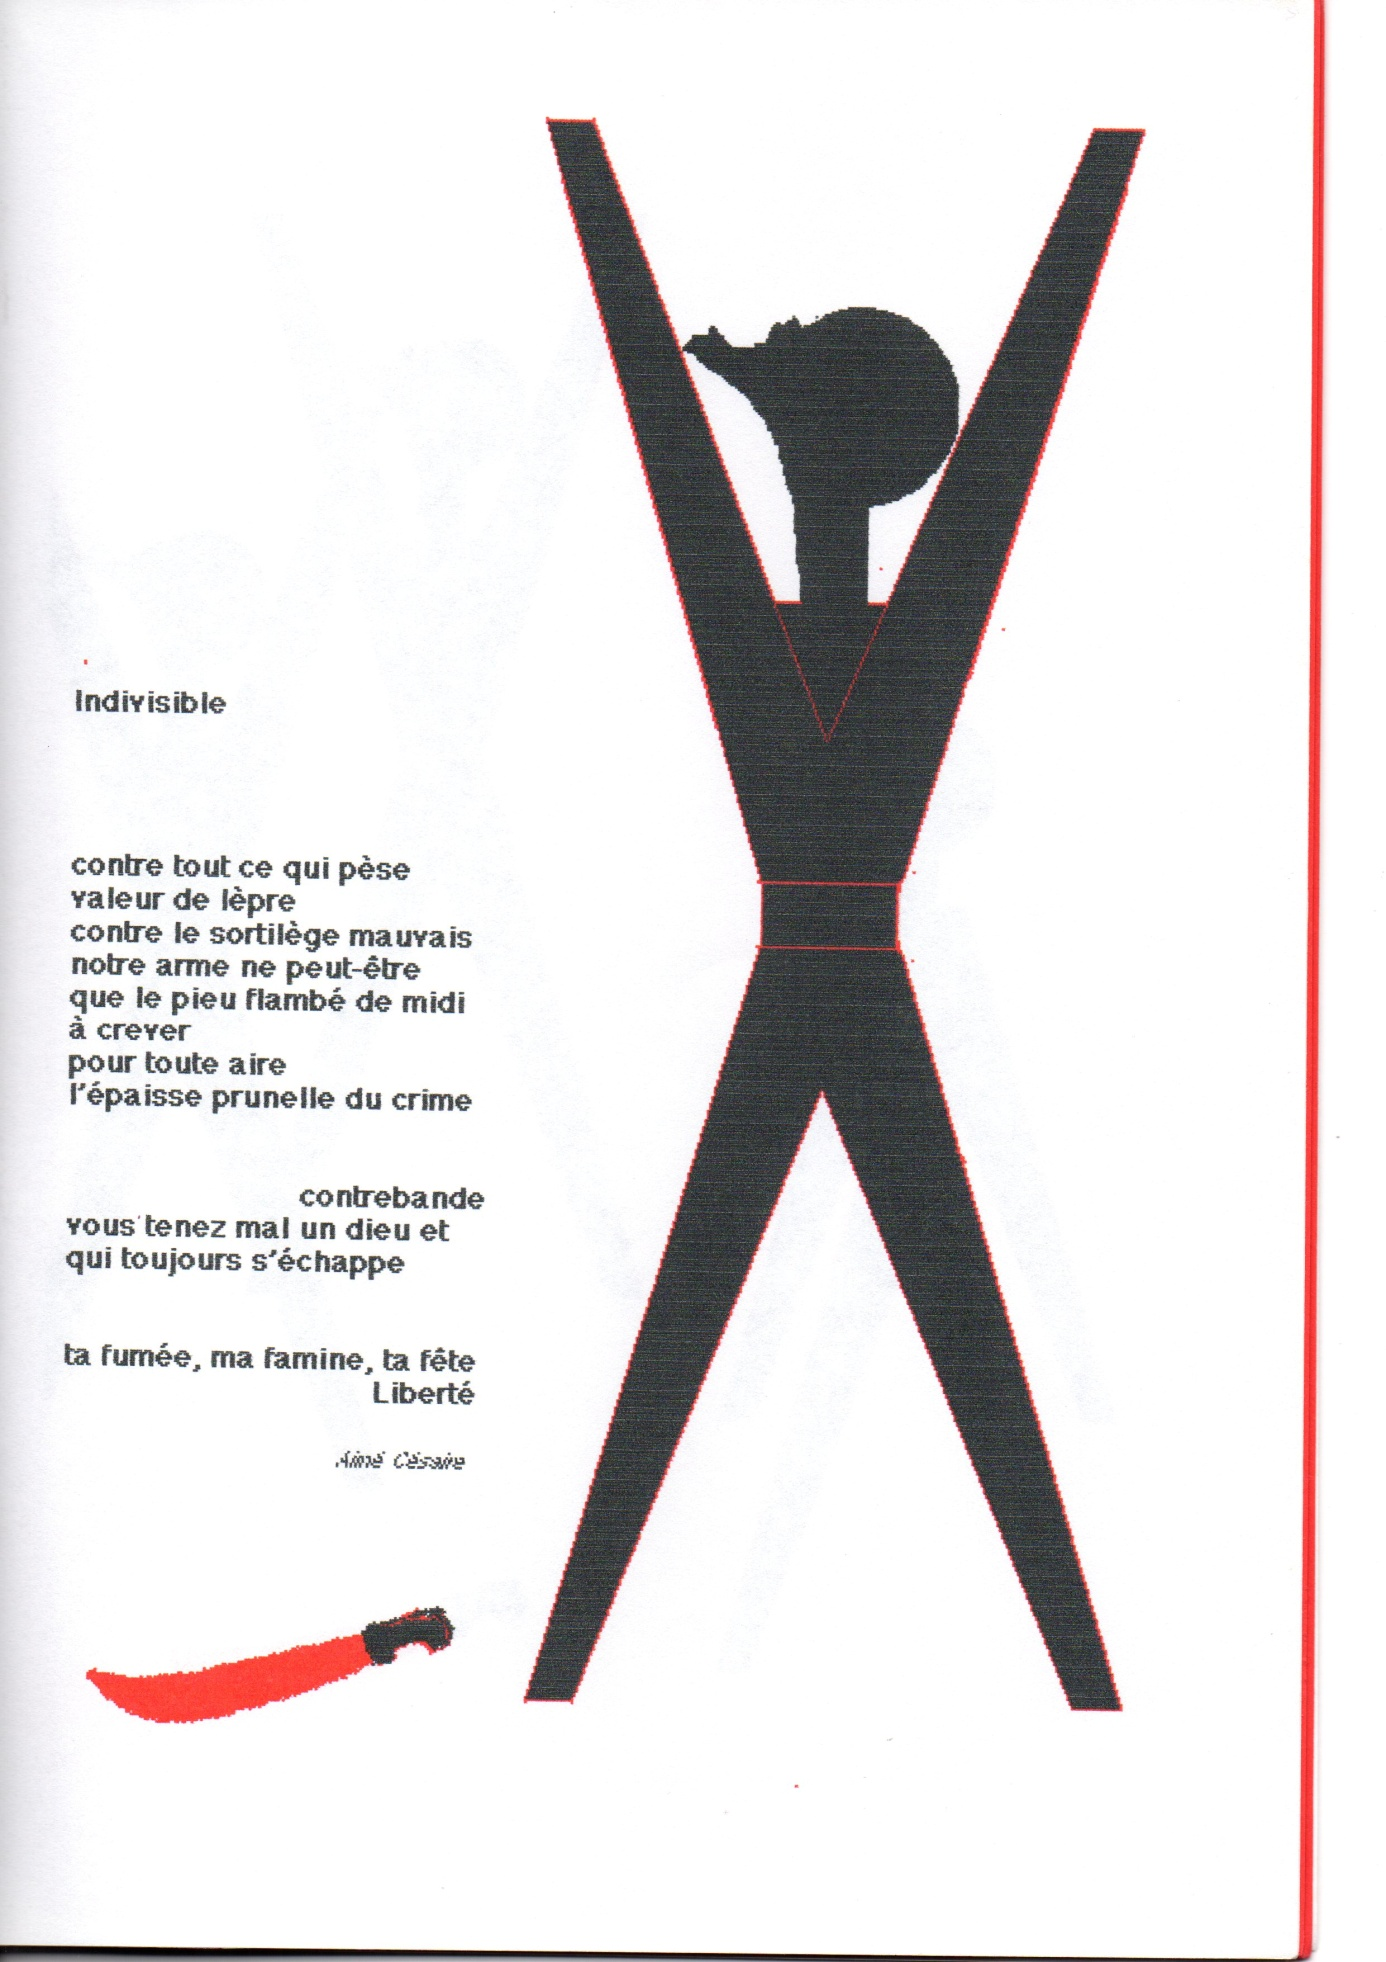 Indivisible
contre tout ce qui pèse
valeur de lèpre
contre le sortilège mauvais
notre arme ne peut-être
que le pieu flambé de midi
à crever
pour toute aire
l'épaisse prunelle du crime
contrebande
vous tenez mal un dieu et
qui toujours s'échappe
ta fumée, ma famine, ta fête
Liberté
Aimé Césaire